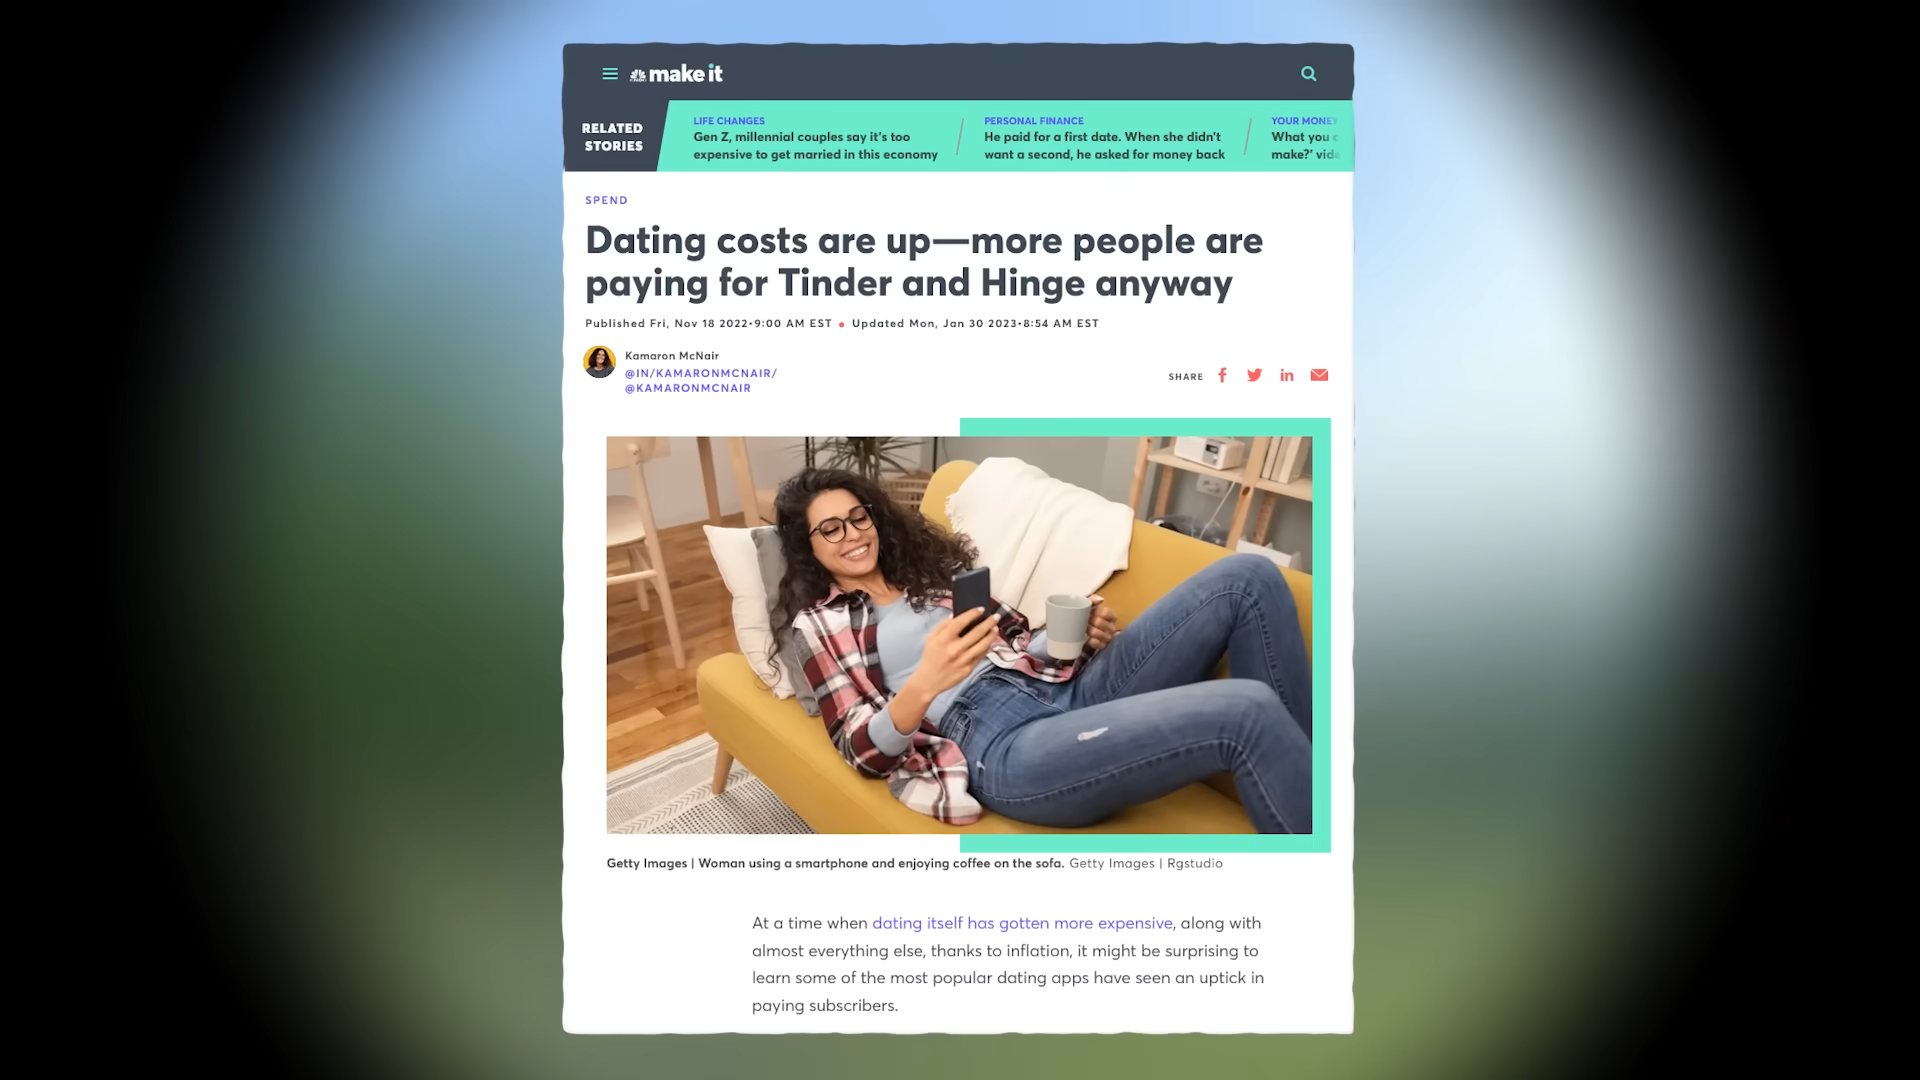 make it
RELATED
STORIES
LIFE CHANGES
Gen Z, millennial couples say it's too
expensive to get married in this economy
PERSONAL FINANCE
He paid for a first date. When she didn't
want a second, he asked for money back
YOUR MONEY
What you
make?'
SPEND
Dating costs are up—more people are
paying for Tinder and Hinge anyway
Published Fri, Nov 18 2022•9:00 AM EST • Updated Mon, Jan 30 2023•8:54 AM EST
Kamaron McNair
@IN/KAMARONMCNAIR/
@KAMARONMCNAIR
SHARE
Getty Images | Woman using a smartphone and enjoying coffee on the sofa. Getty Images | Rgstudio
At a time when dating itself has gotten more expensive, along with
almost everything else, thanks to inflation, it might be surprising to
learn some of the most popular dating apps have seen an uptick in
paying subscribers.